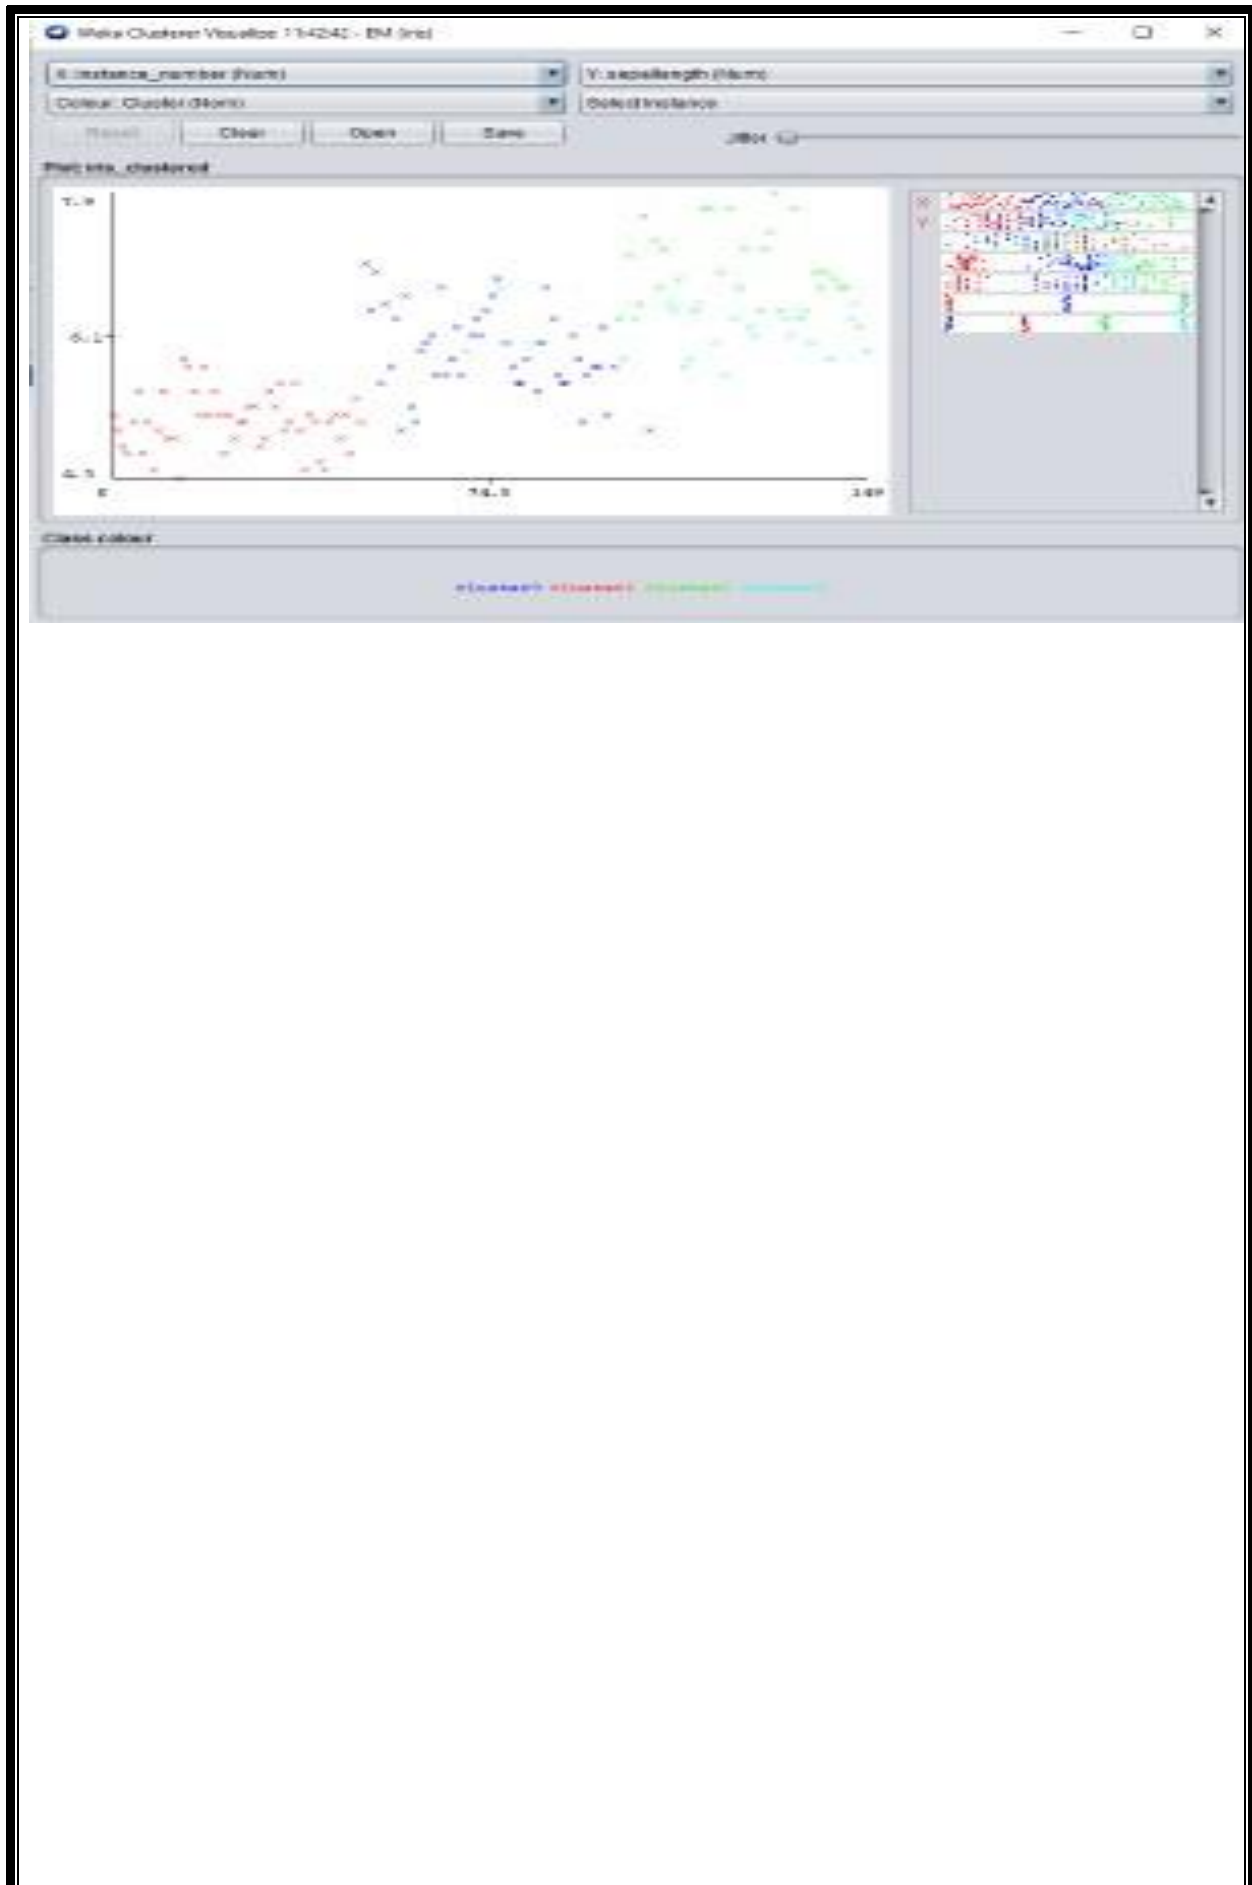 Weka Clusterer Visualize: 11:42:42 - EM (iris)
X: instance_number (Num)
Y: sepallength (Num)
Colour: Cluster (Nom)
Select Instance
Reset
Clear
Open
Save
Jitter
Plot: iris_clustered
7.9
6.1
4.3
0
74.5
149
X
Y
Class colour
cluster0 cluster1 cluster2 cluster3